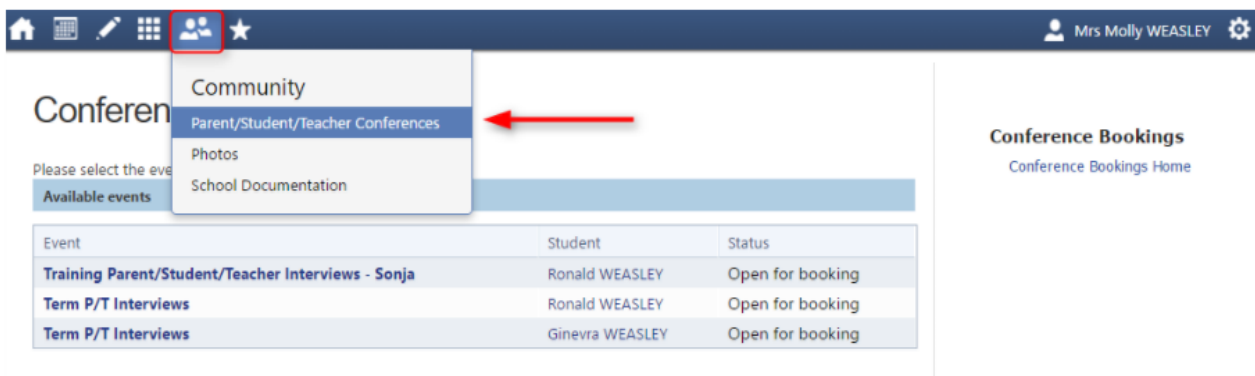 Mrs Molly WEASLEY
Community
Parent/Student/Teacher Conferences
Photos
School Documentation
Conferen
Please select the eve
Available events
Event Student Status
Training Parent/Student/Teacher Interviews - Sonja Ronald WEASLEY Open for booking
Term P/T Interviews Ronald WEASLEY Open for booking
Term P/T Interviews Ginevra WEASLEY Open for booking
Conference Bookings
Conference Bookings Home